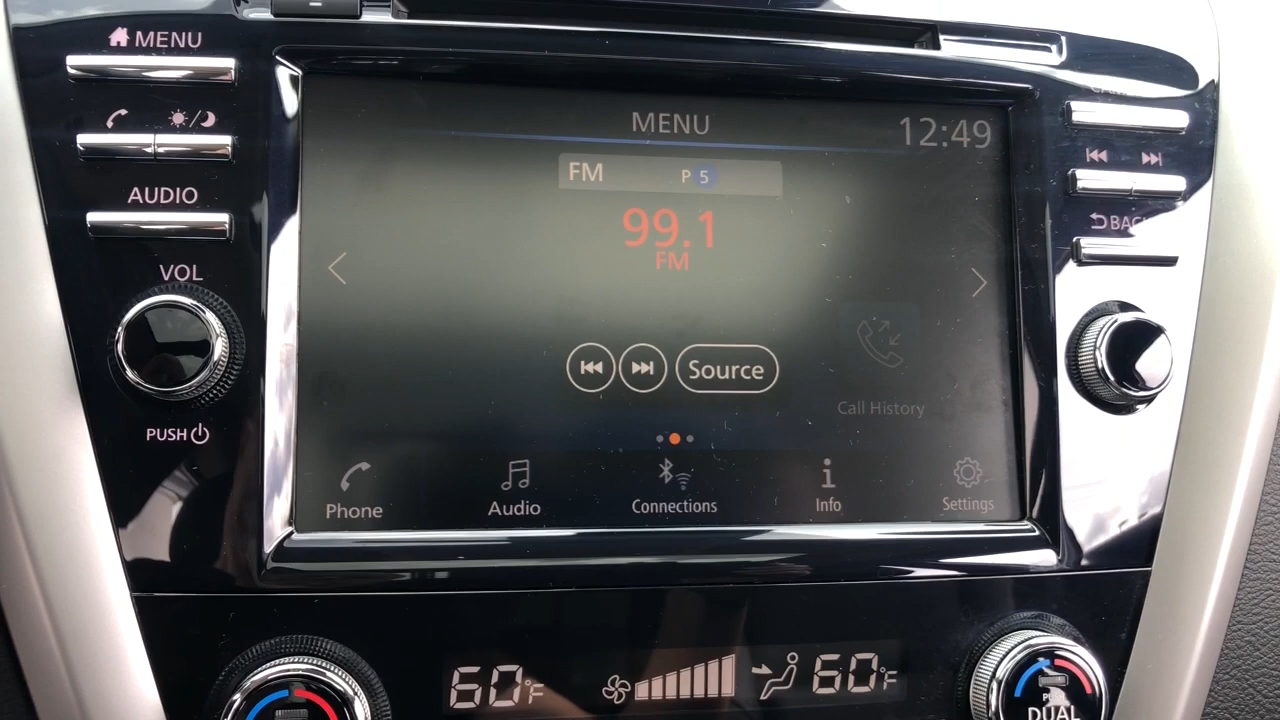 MENU
AUDIO
VOL
PUSH
MENU
12:49
FM P 5
99.1
FM
Source
Call History
Phone
Audio
Connections
Info
Settings
BACK
60°F
60°F
DUAL